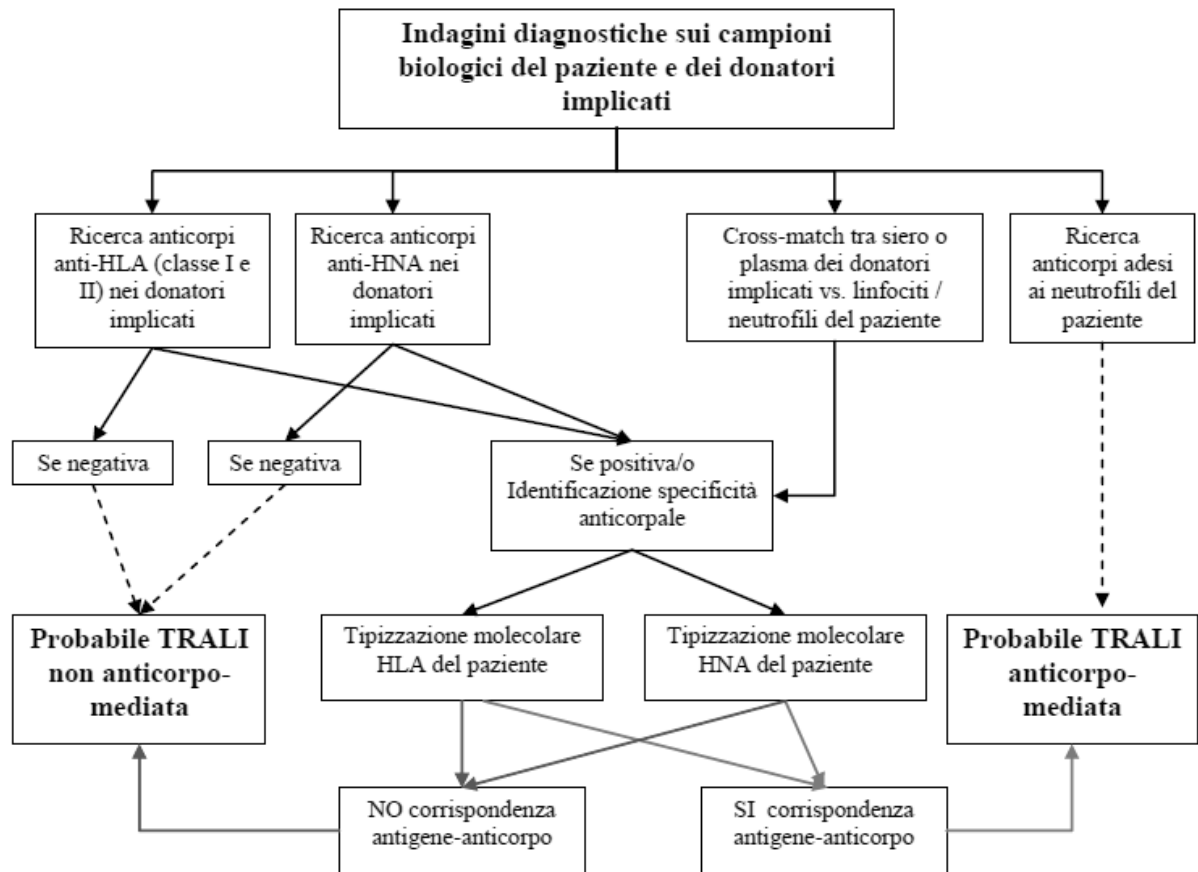 Indagini diagnostiche sui campioni
biologici del paziente e dei donatori
implicati
Ricerca anticorpi
anti-HLA (classe I e
II) nei donatori
implicati
Ricerca anticorpi
anti-HNA nei
donatori
implicati
Cross-match tra siero o
plasma dei donatori
implicati vs. linfociti /
neutrofili del paziente
Ricerca
anticorpi adesi
ai neutrofili del
paziente
Se negativa
Se negativa
Se positiva/o
Identificazione specificità
anticorpale
Probabile TRALI
non anticorpo-
mediata
Tipizzazione molecolare
HLA del paziente
Tipizzazione molecolare
HNA del paziente
Probabile TRALI
anticorpo-
mediata
NO corrispondenza
antigene-anticorpo
SI corrispondenza
antigene-anticorpo